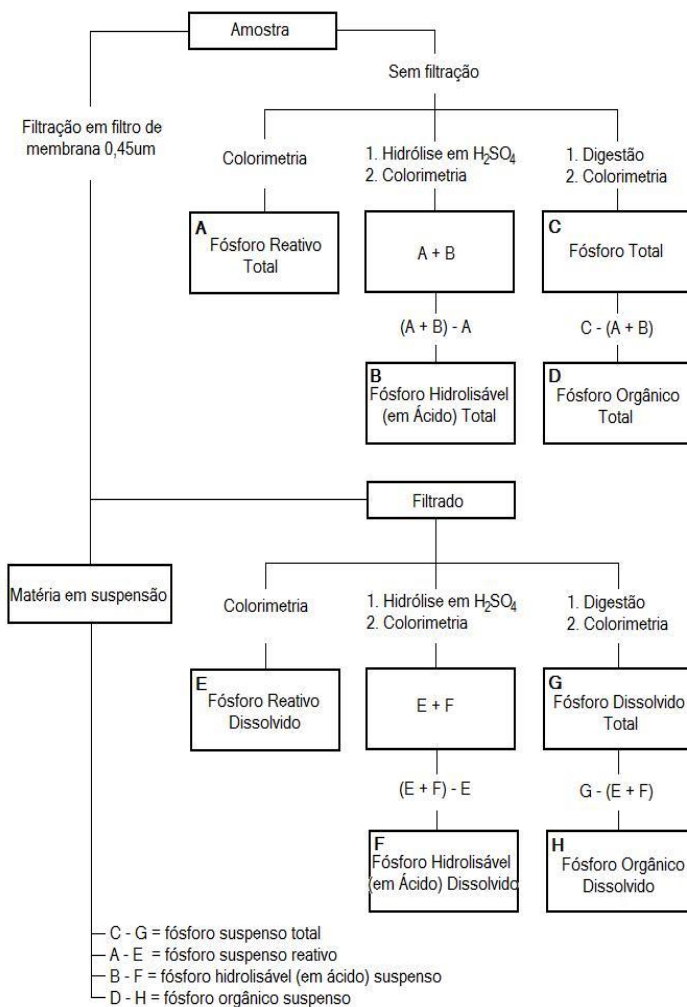 Amostra
Sem filtração
Filtração em filtro de
membrana 0,45um
Colorimetria
1. Hidrólise em H₂SO₄
2. Colorimetria
1. Digestão
2. Colorimetria
A
Fósforo Reativo
Total
A + B
C
Fósforo Total
(A + B) - A
C - (A + B)
B
Fósforo Hidrolisável
(em Ácido) Total
D
Fósforo Orgânico
Total
Filtrado
Matéria em suspensão
Colorimetria
1. Hidrólise em H₂SO₄
2. Colorimetria
1. Digestão
2. Colorimetria
E
Fósforo Reativo
Dissolvido
E + F
G
Fósforo Dissolvido
Total
(E + F) - E
G - (E + F)
F
Fósforo Hidrolisável
(em Ácido) Dissolvido
H
Fósforo Orgânico
Dissolvido
C - G = fósforo suspenso total
A - E = fósforo suspenso reativo
B - F = fósforo hidrolisável (em ácido) suspenso
D - H = fósforo orgânico suspenso